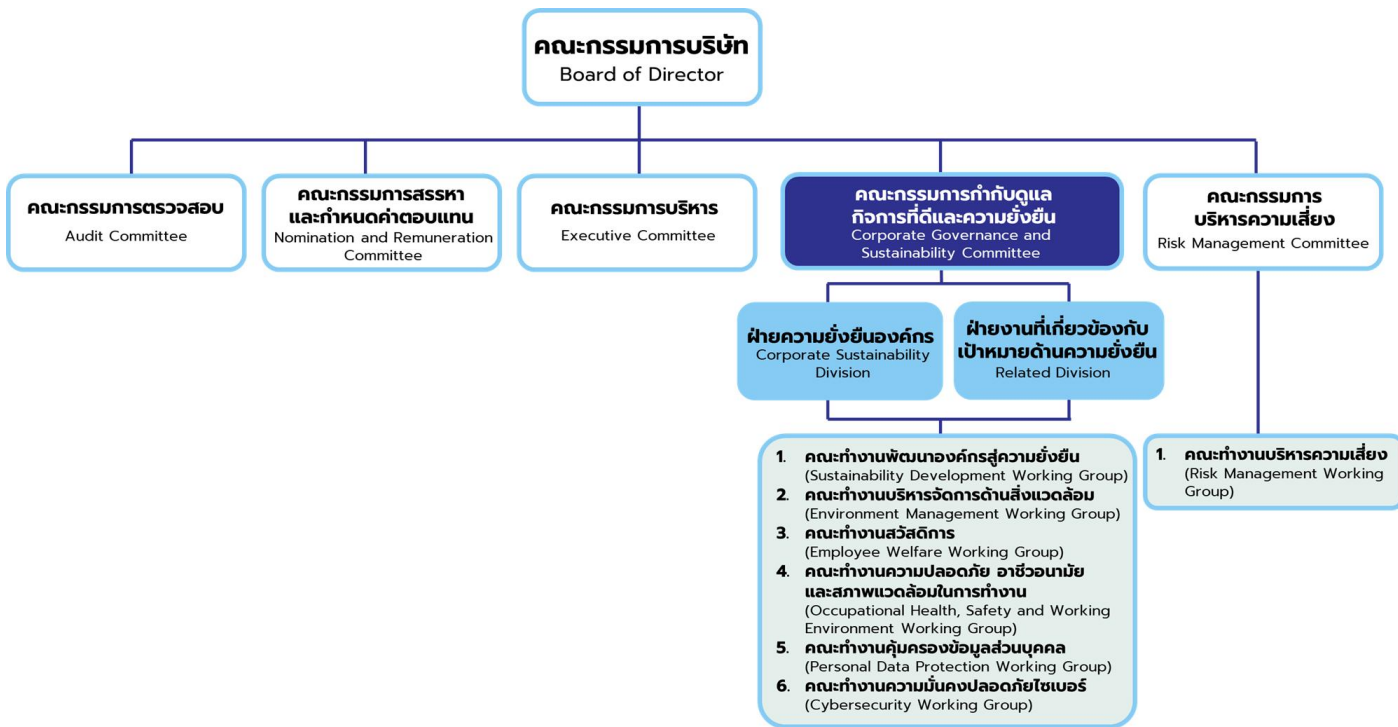 คณะกรรมการบริษัท
Board of Director
คณะกรรมการตรวจสอบ
Audit Committee
คณะกรรมการสรรหา
และกำหนดค่าตอบแทน
Nomination and Remuneration
Committee
คณะกรรมการบริหาร
Executive Committee
คณะกรรมการกำกับดูแล
กิจการที่ดีและความยั่งยืน
Corporate Governance and
Sustainability Committee
คณะกรรมการ
บริหารความเสี่ยง
Risk Management Committee
ฝ่ายความยั่งยืนองค์กร
Corporate Sustainability
Division
ฝ่ายงานที่เกี่ยวข้องกับ
เป้าหมายด้านความยั่งยืน
Related Division
1. คณะทำงานพัฒนาองค์กรสู่ความยั่งยืน
(Sustainability Development Working Group)
2. คณะทำงานบริหารจัดการด้านสิ่งแวดล้อม
(Environment Management Working Group)
3. คณะทำงานสวัสดิการ
(Employee Welfare Working Group)
4. คณะทำงานความปลอดภัย อาชีวอนามัย
และสภาพแวดล้อมในการทำงาน
(Occupational Health, Safety and Working
Environment Working Group)
5. คณะทำงานคุ้มครองข้อมูลส่วนบุคคล
(Personal Data Protection Working Group)
6. คณะทำงานความมั่นคงปลอดภัยไซเบอร์
(Cybersecurity Working Group)
1. คณะทำงานบริหารความเสี่ยง
(Risk Management Working
Group)